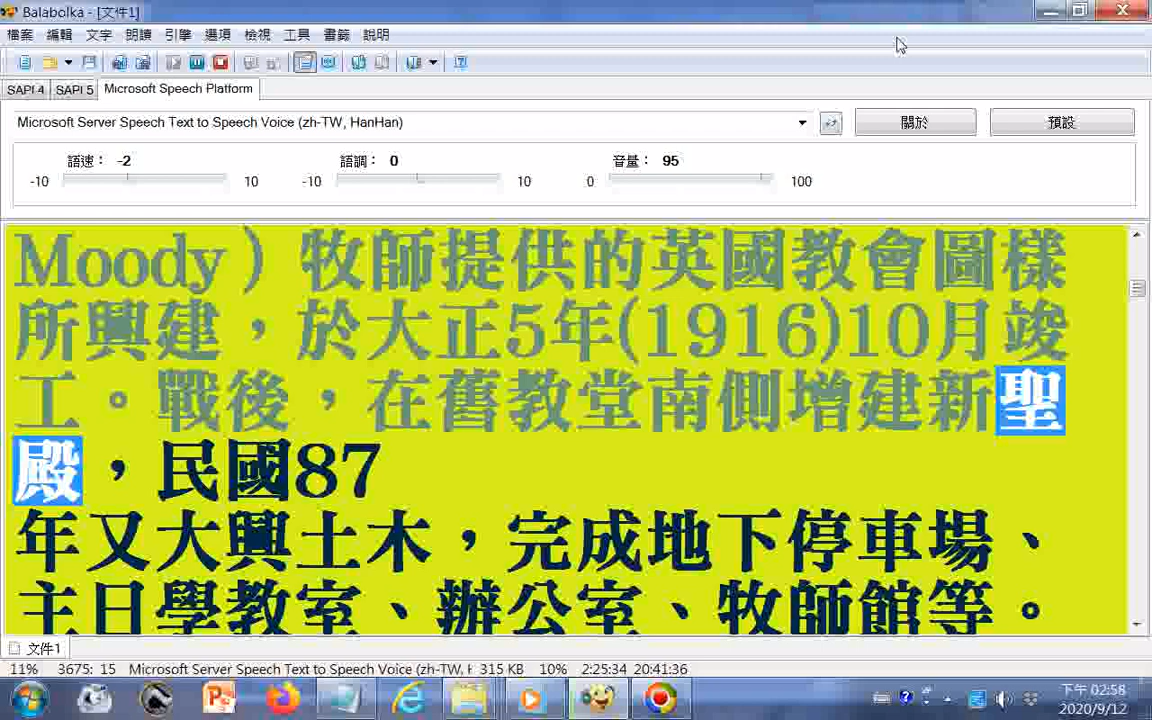 Balabolka - [文件1]
檔案 編輯 文字 朗讀 引擎 選項 檢視 工具 書籤 說明
SAPI 4 SAPI 5 Microsoft Speech Platform
Microsoft Server Speech Text to Speech Voice (zh-TW, HanHan) 關於 預設
語速： -2 語調： 0 音量： 95
-10 10 -10 10 0 100
Moody）牧師提供的英國教會圖樣
所興建，於大正5年(1916)10月竣
工。戰後，在舊教堂南側增建新聖
殿，民國87
年又大興土木，完成地下停車場、
主日學教室、辦公室、牧師館等。
文件1
11% 3675: 15 Microsoft Server Speech Text to Speech Voice (zh-TW, 315 KB 10% 2:25:34 20:41:36
下午 02:58
2020/9/12